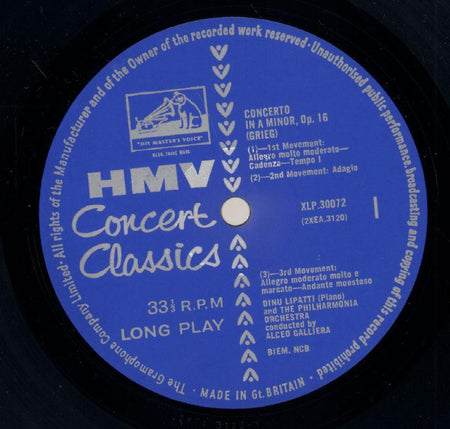 The Gramophone Company Limited · All rights of the Manufacturer and of the Owner of the recorded work reserved · Unauthorised public performance, broadcasting and copying of this record prohibited
"HIS MASTER'S VOICE"
REGD. TRADE MARK
HMV
Concert
Classics
33⅓ R.P.M
LONG PLAY
CONCERTO
IN A MINOR, Op. 16
(GRIEG)
(1)—1st Movement:
Allegro molto moderato—
Cadenza—Tempo I
(2)—2nd Movement: Adagio
XLP.30072
(2XEA.3120)
I
(3)—3rd Movement:
Allegro moderato molto e
marcato—Andante maestoso
DINU LIPATTI (Piano)
and THE PHILHARMONIA
ORCHESTRA
conducted by
ALCEO GALLIERA
BIEM. NCB
· MADE IN Gt. BRITAIN ·